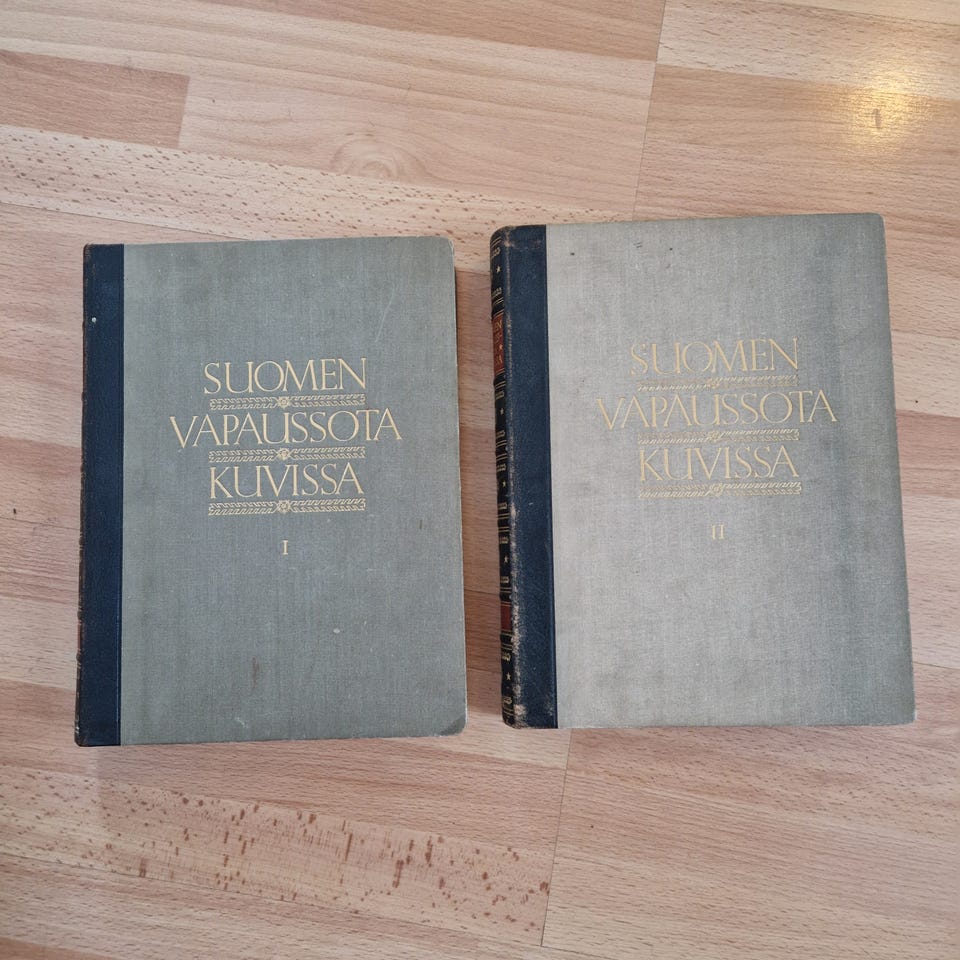 SUOMEN
VAPAUSSOTA
KUVISSA
I
SUOMEN
VAPAUSSOTA
KUVISSA
II